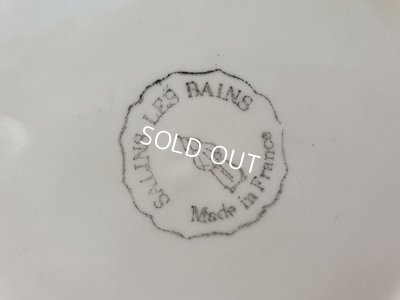 SALINS LES BAINS
SOLD OUT
Made in France